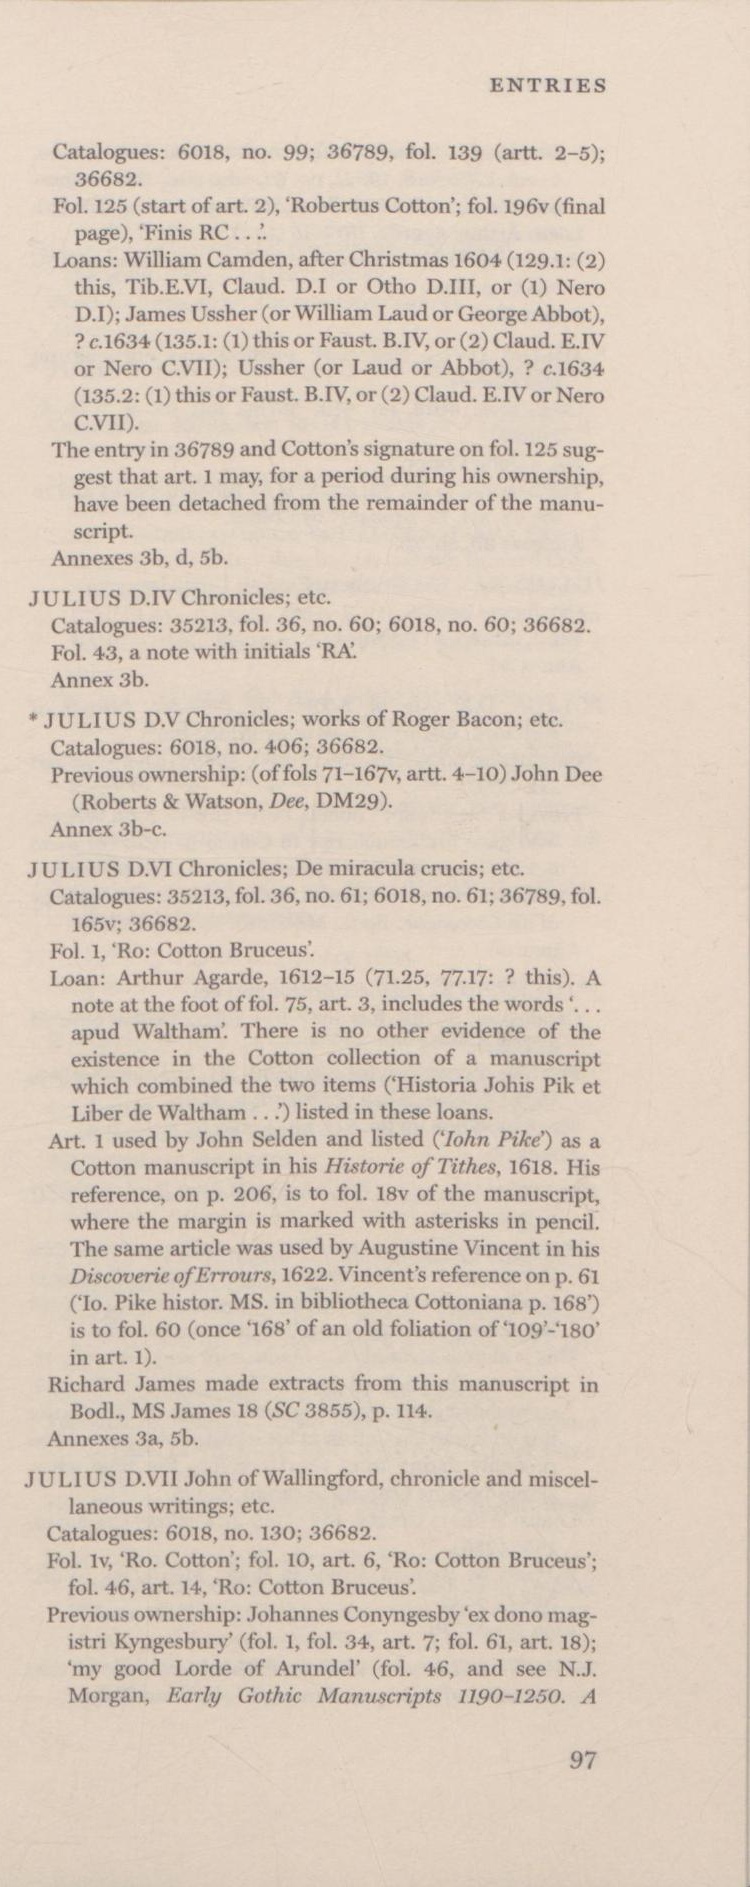 ENTRIES
Catalogues: 6018, no. 99; 36789, fol. 139 (artt. 2–5);
36682.
Fol. 125 (start of art. 2), ‘Robertus Cotton’; fol. 196v (final
page), ‘Finis RC . . .’.
Loans: William Camden, after Christmas 1604 (129.1: (2)
this, Tib.E.VI, Claud. D.I or Otho D.III, or (1) Nero
D.I); James Ussher (or William Laud or George Abbot),
? c.1634 (135.1: (1) this or Faust. B.IV, or (2) Claud. E.IV
or Nero C.VII); Ussher (or Laud or Abbot), ? c.1634
(135.2: (1) this or Faust. B.IV, or (2) Claud. E.IV or Nero
C.VII).
The entry in 36789 and Cotton’s signature on fol. 125 sug-
gest that art. 1 may, for a period during his ownership,
have been detached from the remainder of the manu-
script.
Annexes 3b, d, 5b.
JULIUS D.IV Chronicles; etc.
Catalogues: 35213, fol. 36, no. 60; 6018, no. 60; 36682.
Fol. 43, a note with initials ‘RA’.
Annex 3b.
* JULIUS D.V Chronicles; works of Roger Bacon; etc.
Catalogues: 6018, no. 406; 36682.
Previous ownership: (of fols 71–167v, artt. 4–10) John Dee
(Roberts & Watson, Dee, DM29).
Annex 3b-c.
JULIUS D.VI Chronicles; De miracula crucis; etc.
Catalogues: 35213, fol. 36, no. 61; 6018, no. 61; 36789, fol.
165v; 36682.
Fol. 1, ‘Ro: Cotton Bruceus’.
Loan: Arthur Agarde, 1612–15 (71.25, 77.17: ? this). A
note at the foot of fol. 75, art. 3, includes the words ‘. . .
apud Waltham’. There is no other evidence of the
existence in the Cotton collection of a manuscript
which combined the two items (‘Historia Johis Pik et
Liber de Waltham . . .’) listed in these loans.
Art. 1 used by John Selden and listed (‘Iohn Pike’) as a
Cotton manuscript in his Historie of Tithes, 1618. His
reference, on p. 206, is to fol. 18v of the manuscript,
where the margin is marked with asterisks in pencil.
The same article was used by Augustine Vincent in his
Discoverie of Errours, 1622. Vincent’s reference on p. 61
(‘Io. Pike histor. MS. in bibliotheca Cottoniana p. 168’)
is to fol. 60 (once ‘168’ of an old foliation of ‘109’-‘180’
in art. 1).
Richard James made extracts from this manuscript in
Bodl., MS James 18 (SC 3855), p. 114.
Annexes 3a, 5b.
JULIUS D.VII John of Wallingford, chronicle and miscel-
laneous writings; etc.
Catalogues: 6018, no. 130; 36682.
Fol. 1v, ‘Ro. Cotton’; fol. 10, art. 6, ‘Ro: Cotton Bruceus’;
fol. 46, art. 14, ‘Ro: Cotton Bruceus’.
Previous ownership: Johannes Conyngesby ‘ex dono mag-
istri Kyngesbury’ (fol. 1, fol. 34, art. 7; fol. 61, art. 18);
‘my good Lorde of Arundel’ (fol. 46, and see N.J.
Morgan, Early Gothic Manuscripts 1190–1250. A
97